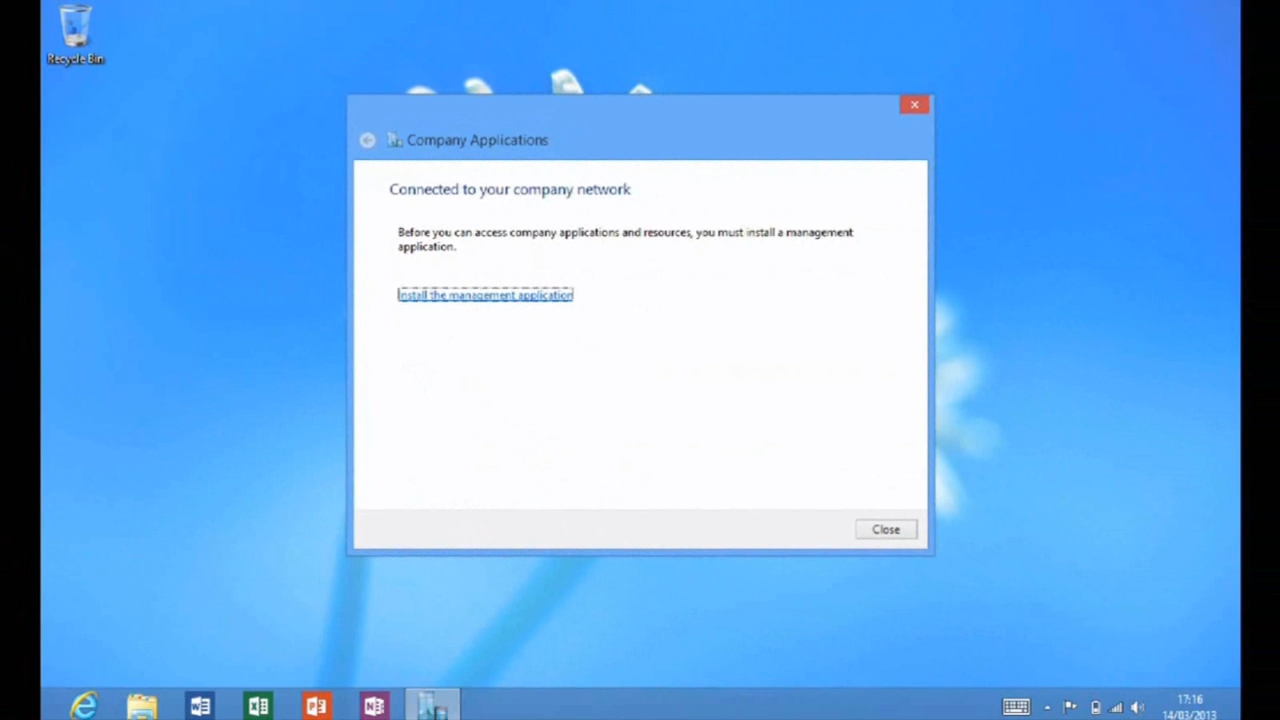 Recycle Bin
Company Applications
Connected to your company network
Before you can access company applications and resources, you must install a management
application.
Install the management application
Close
17:16
14/03/2013